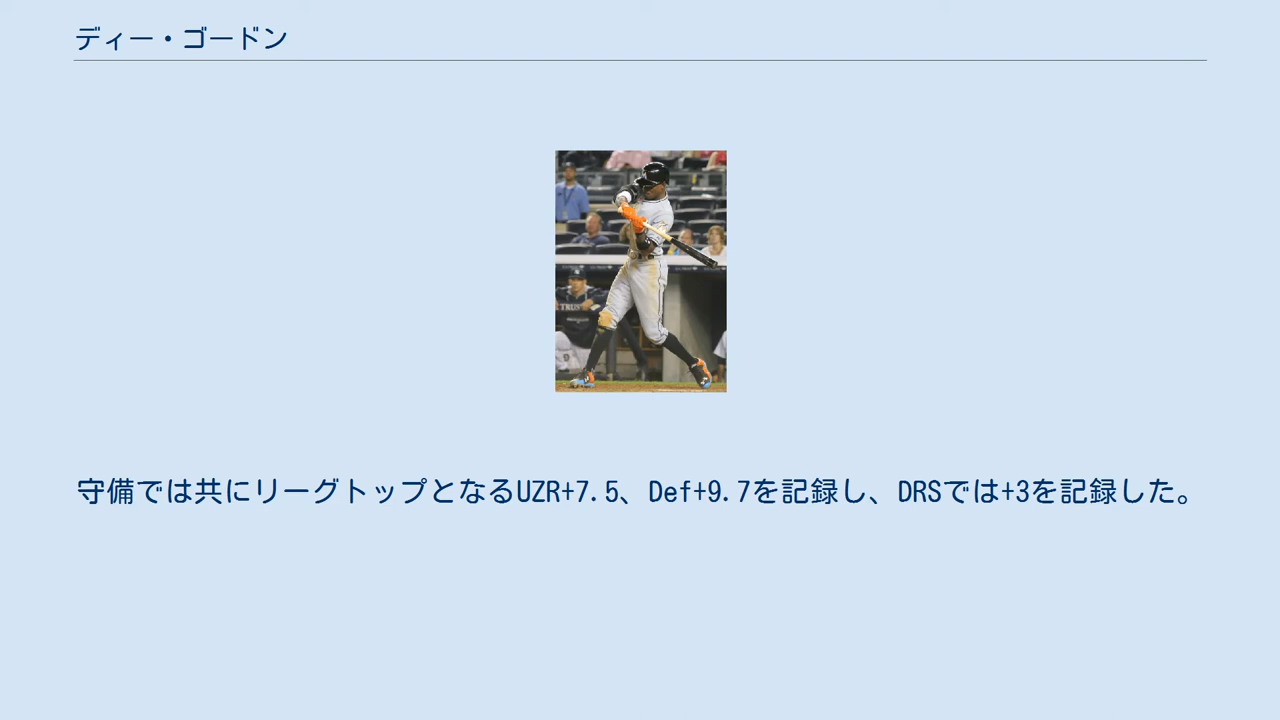 ディー・ゴードン
TRUS
守備では共にリーグトップとなるUZR+7.5、Def+9.7を記録し、DRSでは+3を記録した。